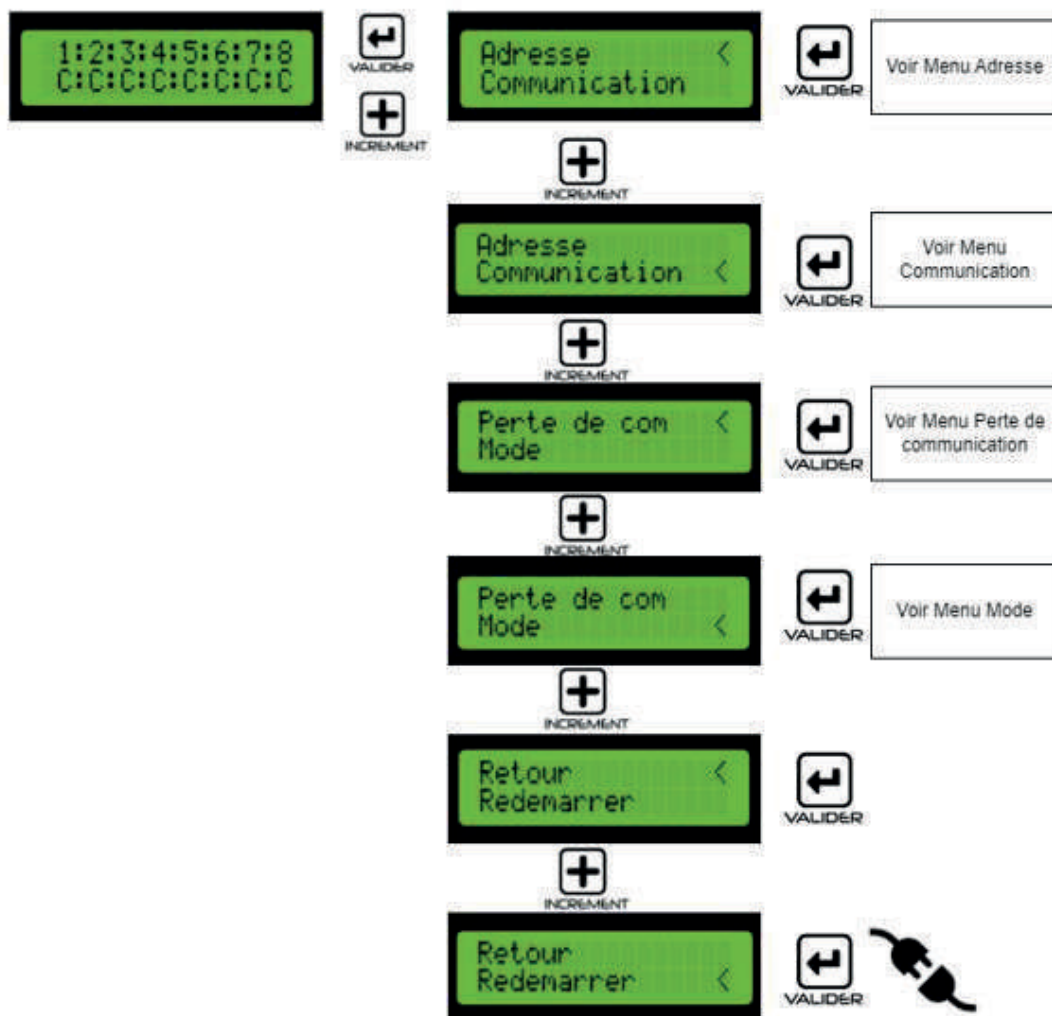 1:2:3:4:5:6:7:8
C:C:C:C:C:C:C:C
VALIDER
INCREMENT
Adresse <
Communication
VALIDER
Voir Menu Adresse
INCREMENT
Adresse
Communication <
VALIDER
Voir Menu
Communication
INCREMENT
Perte de com <
Mode
VALIDER
Voir Menu Perte de
communication
INCREMENT
Perte de com
Mode <
VALIDER
Voir Menu Mode
INCREMENT
Retour <
Redemarrer
VALIDER
INCREMENT
Retour
Redemarrer <
VALIDER